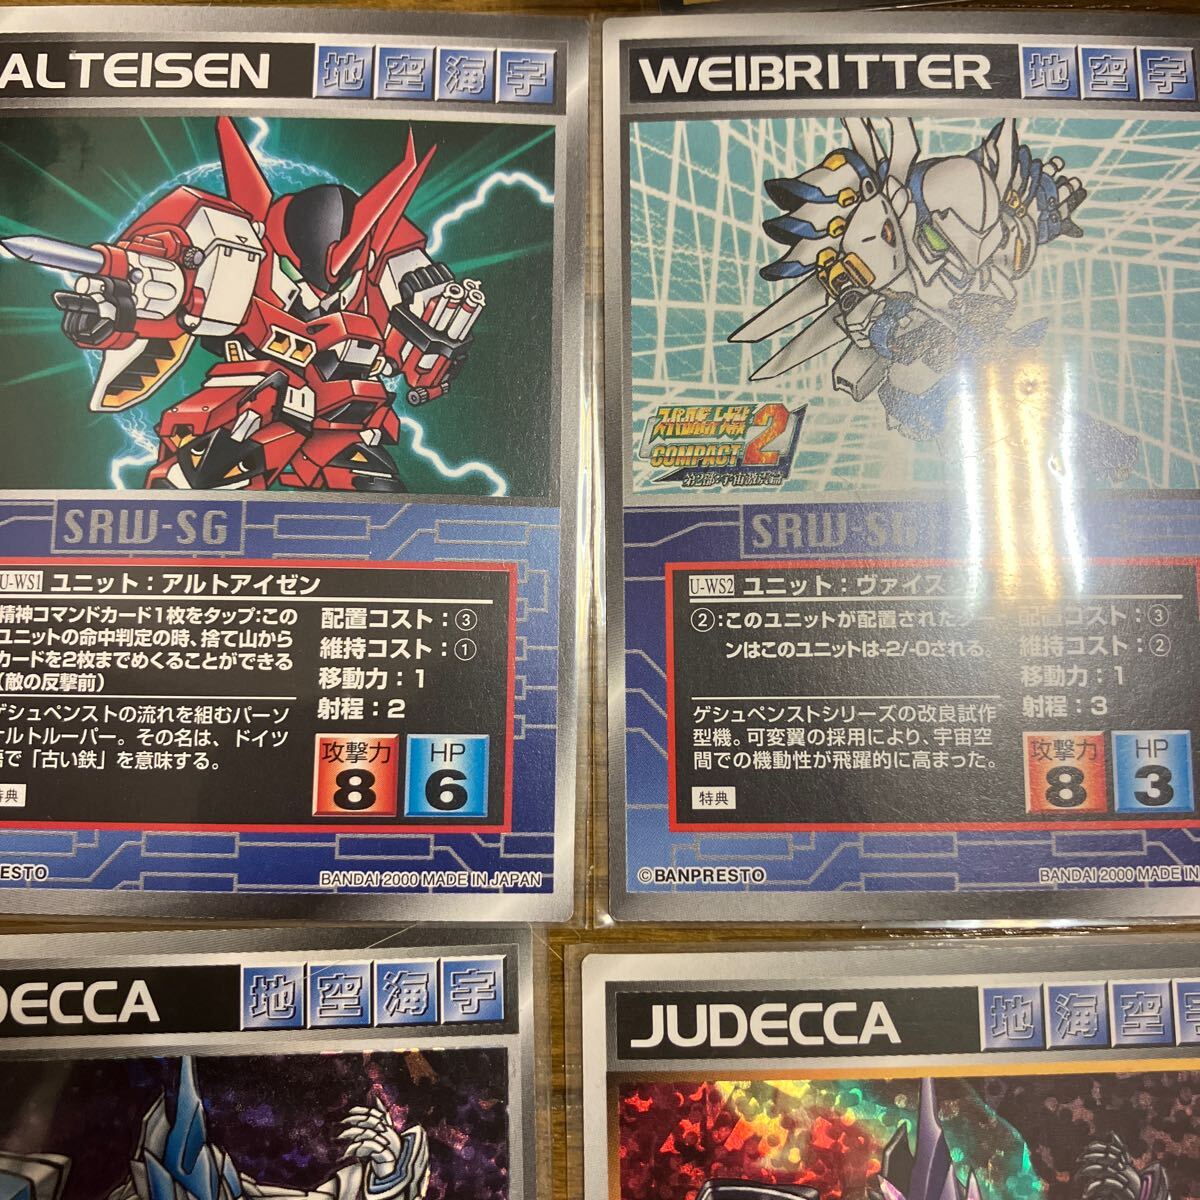 ALTEISEN
地空海宇
SRW-SG
U-WS1 ユニット：アルトアイゼン
精神コマンドカード1枚をタップ：この
ユニットの命中判定の時、捨て山から
カードを2枚までめくることができる
(敵の反撃前)
配置コスト：③
維持コスト：①
移動力：1
射程：2
ゲシュペンストの流れを組むパーソ
ナルトルーパー。その名は、ドイツ
語で「古い鉄」を意味する。
特典
攻撃力
8
HP
6
PRESTO
BANDAI 2000 MADE IN JAPAN
WEIBRITTER
地空宇
COMPACT 2
SRW-SG
U-WS2 ユニット：ヴァイス
②：このユニットが配置された
ンはこのユニットは-2/-0される。
配置コスト：③
維持コスト：②
移動力：1
射程：3
ゲシュペンストシリーズの改良試作
型機。可変翼の採用により、宇宙空
間での機動性が飛躍的に高まった。
特典
攻撃力
8
HP
3
©BANPRESTO
BANDAI 2000 MADE IN
DECCA
地空海宇
JUDECCA
地海空宇